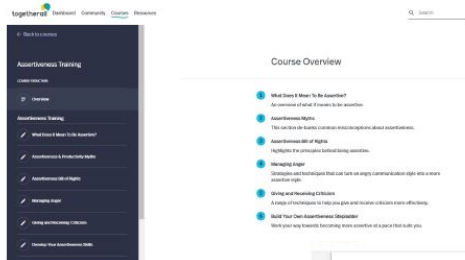 togetherall Dashboard Community Courses Resources
Search
Back to courses
Assertiveness Training
COURSE STRUCTURE
Overview
Assertiveness Training
What Does It Mean To Be Assertive?
Assertiveness & Productivity Myths
Assertiveness Bill of Rights
Managing Anger
Giving and Receiving Criticism
Develop Your Assertiveness Skills
Course Overview
1 What Does It Mean To Be Assertive?
An overview of what it means to be assertive.
2 Assertiveness Myths
This section de-bunks common misconceptions about assertiveness.
3 Assertiveness Bill of Rights
Highlights the principles behind being assertive.
4 Managing Anger
Strategies and techniques that can turn an angry communication style into a more
assertive style.
5 Giving and Receiving Criticism
A range of techniques to help you give and receive criticism more effectively.
6 Build Your Own Assertiveness Stepladder
Work your way towards becoming more assertive at a pace that suits you.